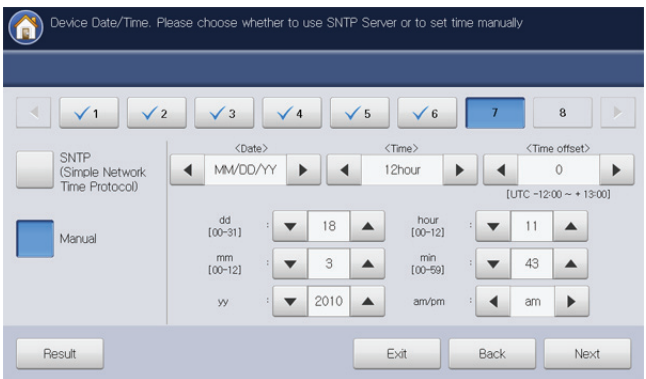 Device Date/Time. Please choose whether to use SNTP Server or to set time manually
1 2 3 4 5 6 7 8
<Date> <Time> <Time offset>
SNTP
(Simple Network
Time Protocol)
MM/DD/YY 12hour 0
[UTC -12:00 ~ + 13:00]
Manual
dd
[00-31] : 18 hour
[00-12] : 11
mm
[00-12] : 3 min
[00-59] : 43
yy : 2010 am/pm : am
Result Exit Back Next